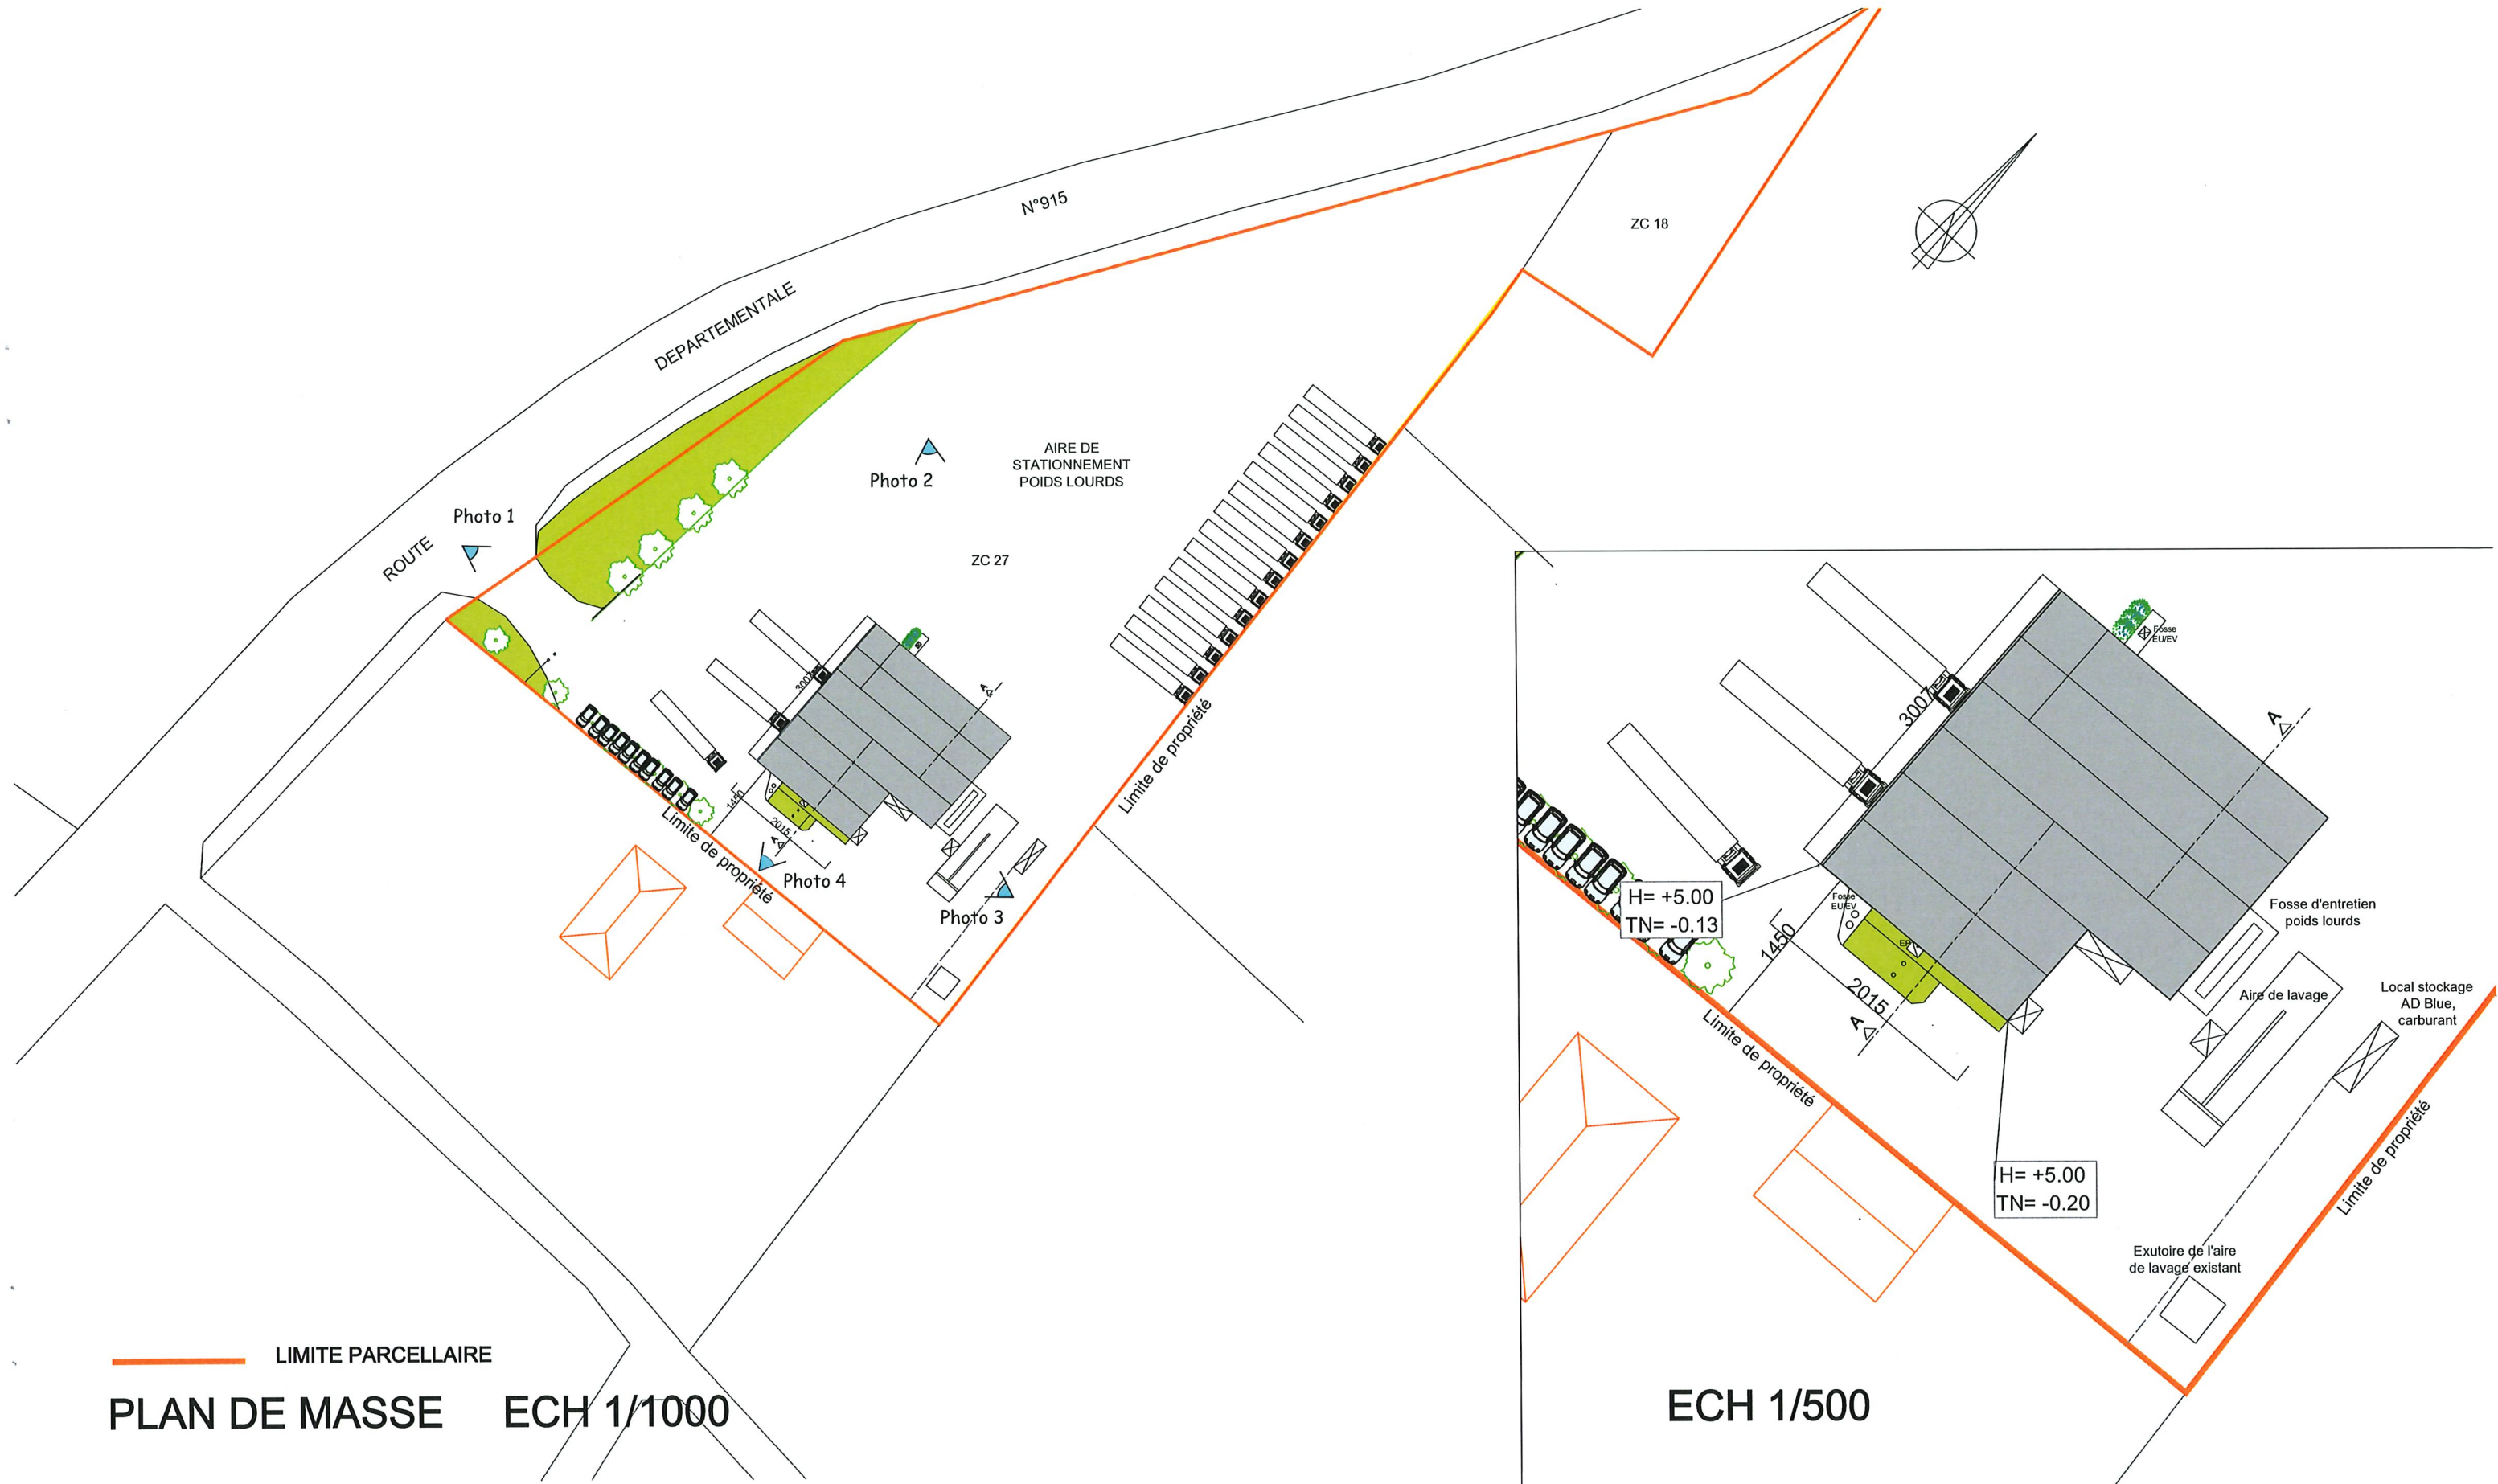 N°915
DEPARTEMENTALE
ROUTE
ZC 18
AIRE DE
STATIONNEMENT
POIDS LOURDS
Photo 2
Photo 1
ZC 27
3007
A
1450
2015
A
Limite de propriété
Limite de propriété
Photo 4
Photo 3
LIMITE PARCELLAIRE
PLAN DE MASSE ECH 1/1000
Fosse
EU/EV
3007
A
H= +5.00
TN= -0.13
Fosse
EU/EV
EP
1450
2015
A
Fosse d'entretien
poids lourds
Aire de lavage
Local stockage
AD Blue,
carburant
Limite de propriété
Limite de propriété
H= +5.00
TN= -0.20
Exutoire de l'aire
de lavage existant
ECH 1/500